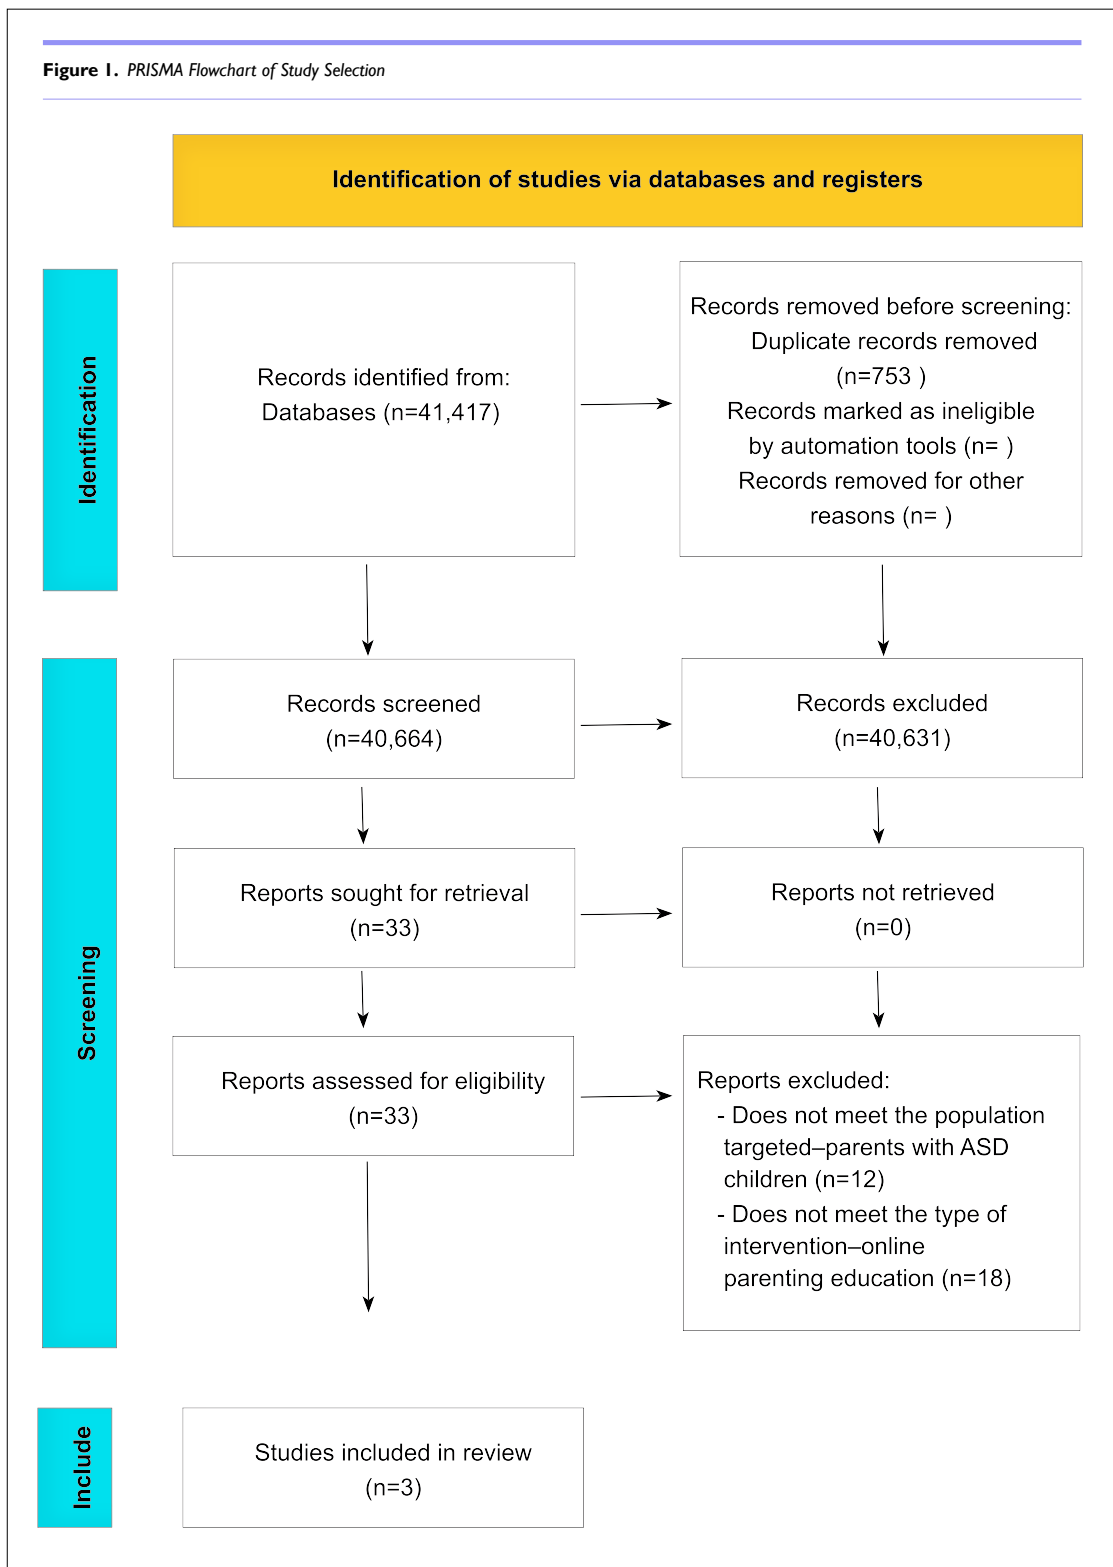 Figure 1. PRISMA Flowchart of Study Selection
Identification of studies via databases and registers
Identification
Records identified from:
Databases (n=41,417)
Records removed before screening:
Duplicate records removed
(n=753 )
Records marked as ineligible
by automation tools (n= )
Records removed for other
reasons (n= )
Screening
Records screened
(n=40,664)
Records excluded
(n=40,631)
Reports sought for retrieval
(n=33)
Reports not retrieved
(n=0)
Reports assessed for eligibility
(n=33)
Reports excluded:
- Does not meet the population
targeted–parents with ASD
children (n=12)
- Does not meet the type of
intervention–online
parenting education (n=18)
Include
Studies included in review
(n=3)